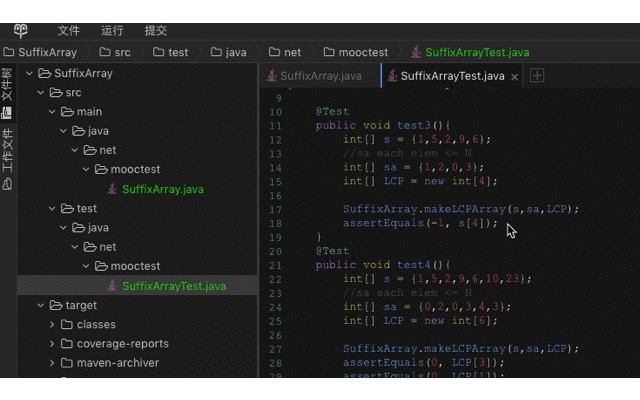 文件 运行 提交
SuffixArray src test java net mooctest SuffixArrayTest.java
文件树
工作文件
SuffixArray
src
main
java
net
mooctest
SuffixArray.java
test
java
net
mooctest
SuffixArrayTest.java
target
classes
coverage-reports
maven-archiver
SuffixArray.java SuffixArrayTest.java
9
10 @Test
11 public void test3(){
12 int[] s = {1,5,2,9,6};
13 //sa each elem <= N
14 int[] sa = {1,2,0,3};
15 int[] LCP = new int[4];
16
17 SuffixArray.makeLCPArray(s,sa,LCP);
18 assertEquals(-1, s[4]);
19 }
20 @Test
21 public void test4(){
22 int[] s = {1,5,2,9,6,10,23};
23 //sa each elem <= N
24 int[] sa = {0,2,0,3,4,3};
25 int[] LCP = new int[6];
26
27 SuffixArray.makeLCPArray(s,sa,LCP);
28 assertEquals(0, LCP[3]);
29 assertEquals(0, LCP[1]);